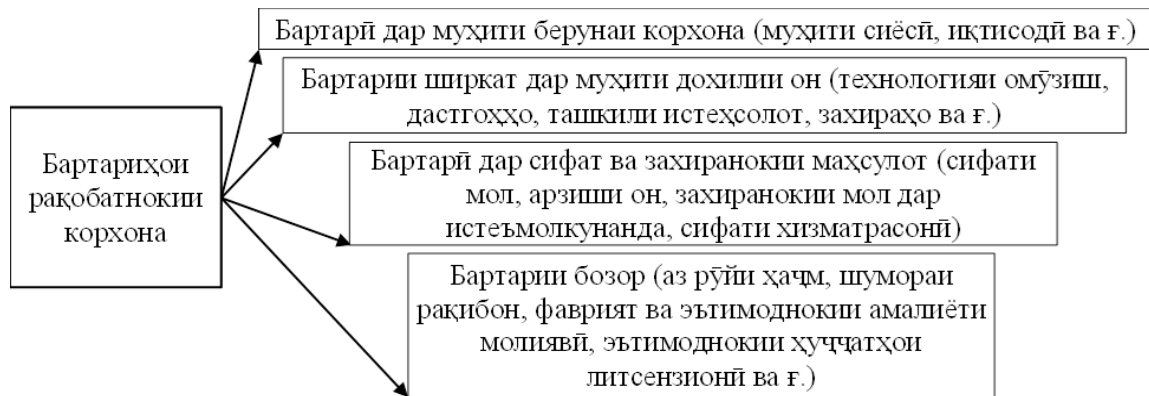 Бартарӣ дар муҳити берунаи корхона (муҳити сиёсӣ, иқтисодӣ ва ғ.)
Бартарии ширкат дар муҳити дохилии он (технологияи омӯзиш,
дастгоҳҳо, ташкили истеҳсолот, захираҳо ва ғ.)
Бартариҳои
рақобатнокии
корхона
Бартарӣ дар сифат ва захиранокии маҳсулот (сифати
мол, арзиши он, захиранокии мол дар
истеъмолкунанда, сифати хизматрасонӣ)
Бартарии бозор (аз рӯйи ҳаҷм, шумораи
рақибон, фаврият ва эътимоднокии амалиёти
молиявӣ, эътимоднокии ҳуҷҷатҳои
литсензионӣ ва ғ.)